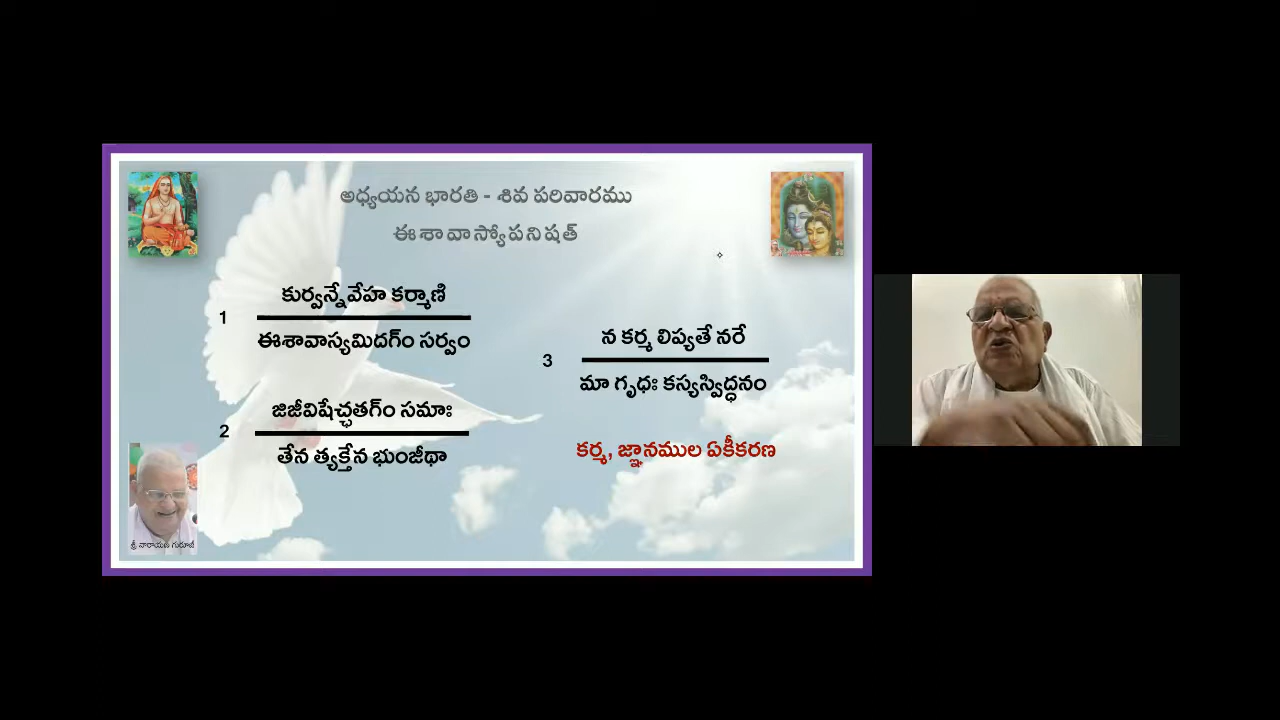 అధ్యయన భారతి - శివ పరివారము
ఈశావాస్యోపనిషత్
1
కుర్వన్నేవేహ కర్మాణి
ఈశావాస్యమిదగ్ం సర్వం
2
జిజీవిషేచ్ఛతగ్ం సమాః
తేన త్యక్తేన భుంజీథా
3
న కర్మ లిప్యతే నరే
మా గృధః కస్యస్విద్ధనం
కర్మ, జ్ఞానముల ఏకీకరణ
శ్రీ నారాయణ గురూజీ